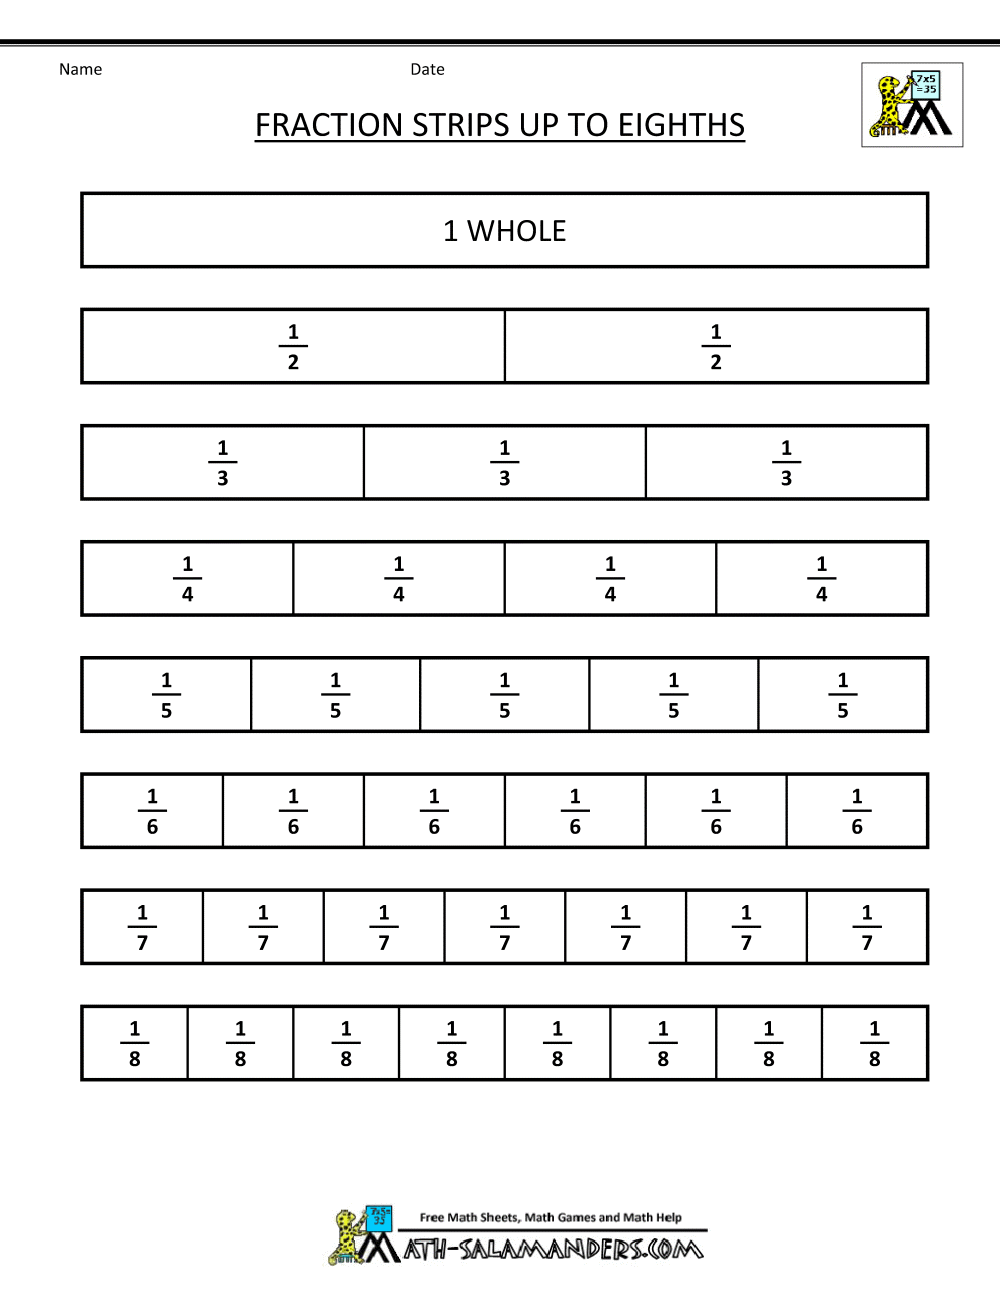 Name Date
7x5
=35
FRACTION STRIPS UP TO EIGHTHS
1 WHOLE
1 1
2 2
1 1 1
3 3 3
1 1 1 1
4 4 4 4
1 1 1 1 1
5 5 5 5 5
1 1 1 1 1 1
6 6 6 6 6 6
1 1 1 1 1 1 1
7 7 7 7 7 7 7
1 1 1 1 1 1 1 1
8 8 8 8 8 8 8 8
7x5=
35
Free Math Sheets, Math Games and Math Help
MATH-SALAMANDERS.COM